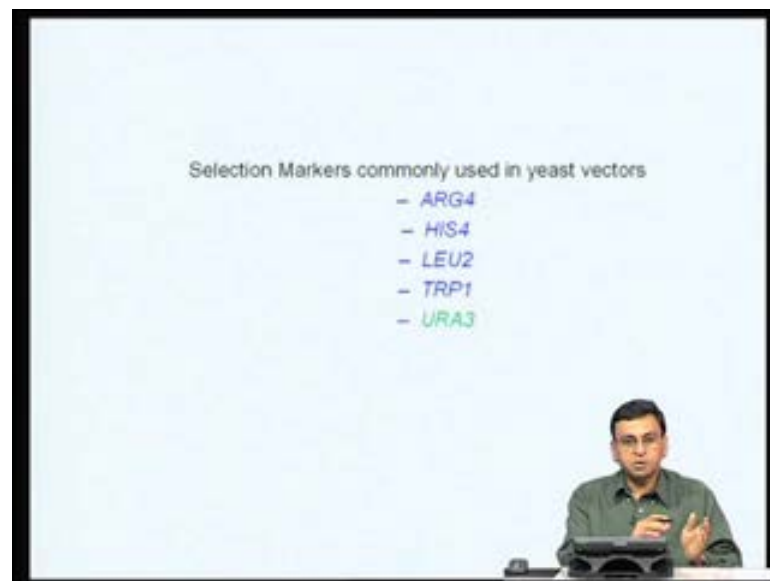 Selection Markers commonly used in yeast vectors
– ARG4
– HIS4
– LEU2
– TRP1
– URA3